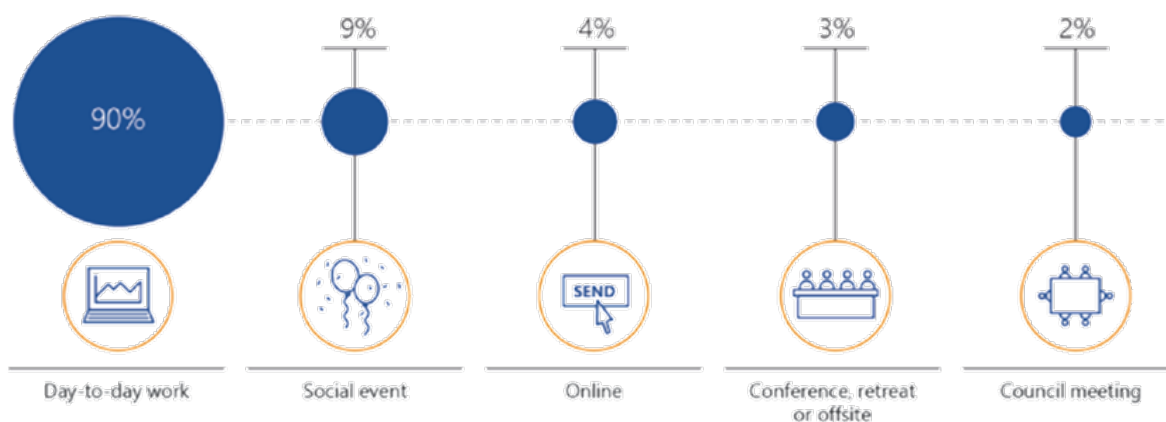 90%
9%
4%
3%
2%
SEND
Day-to-day work
Social event
Online
Conference, retreat
or offsite
Council meeting